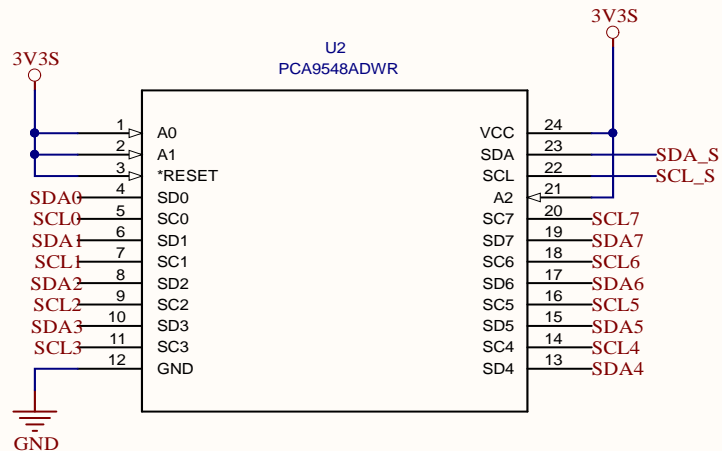 3V3S
3V3S
U2
PCA9548ADWR
1 A0 VCC 24
2 A1 SDA 23 SDA_S
3 *RESET SCL 22 SCL_S
SDA0 4 SD0 A2 21
SCL0 5 SC0 SC7 20 SCL7
SDA1 6 SD1 SD7 19 SDA7
SCL1 7 SC1 SC6 18 SCL6
SDA2 8 SD2 SD6 17 SDA6
SCL2 9 SC2 SC5 16 SCL5
SDA3 10 SD3 SD5 15 SDA5
SCL3 11 SC3 SC4 14 SCL4
12 GND SD4 13 SDA4
GND